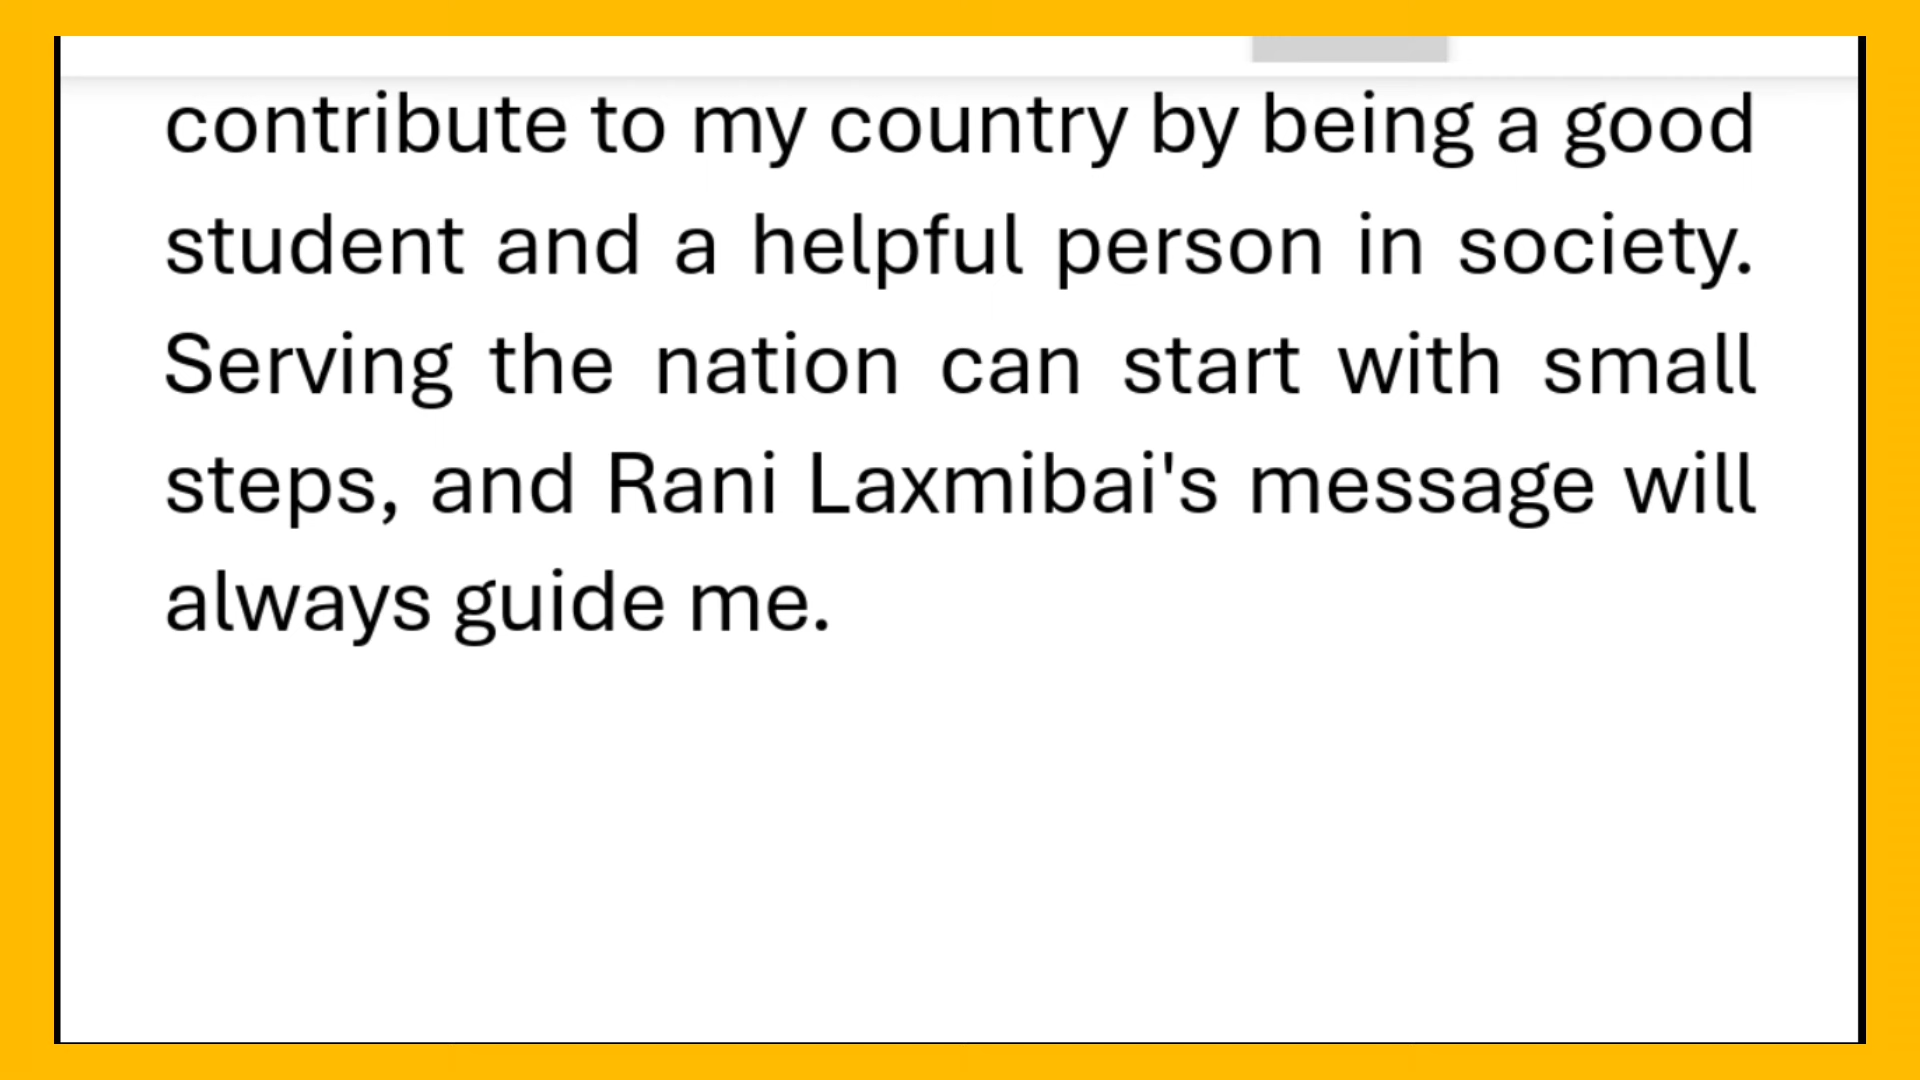 contribute to my country by being a good
student and a helpful person in society.
Serving the nation can start with small
steps, and Rani Laxmibai's message will
always guide me.